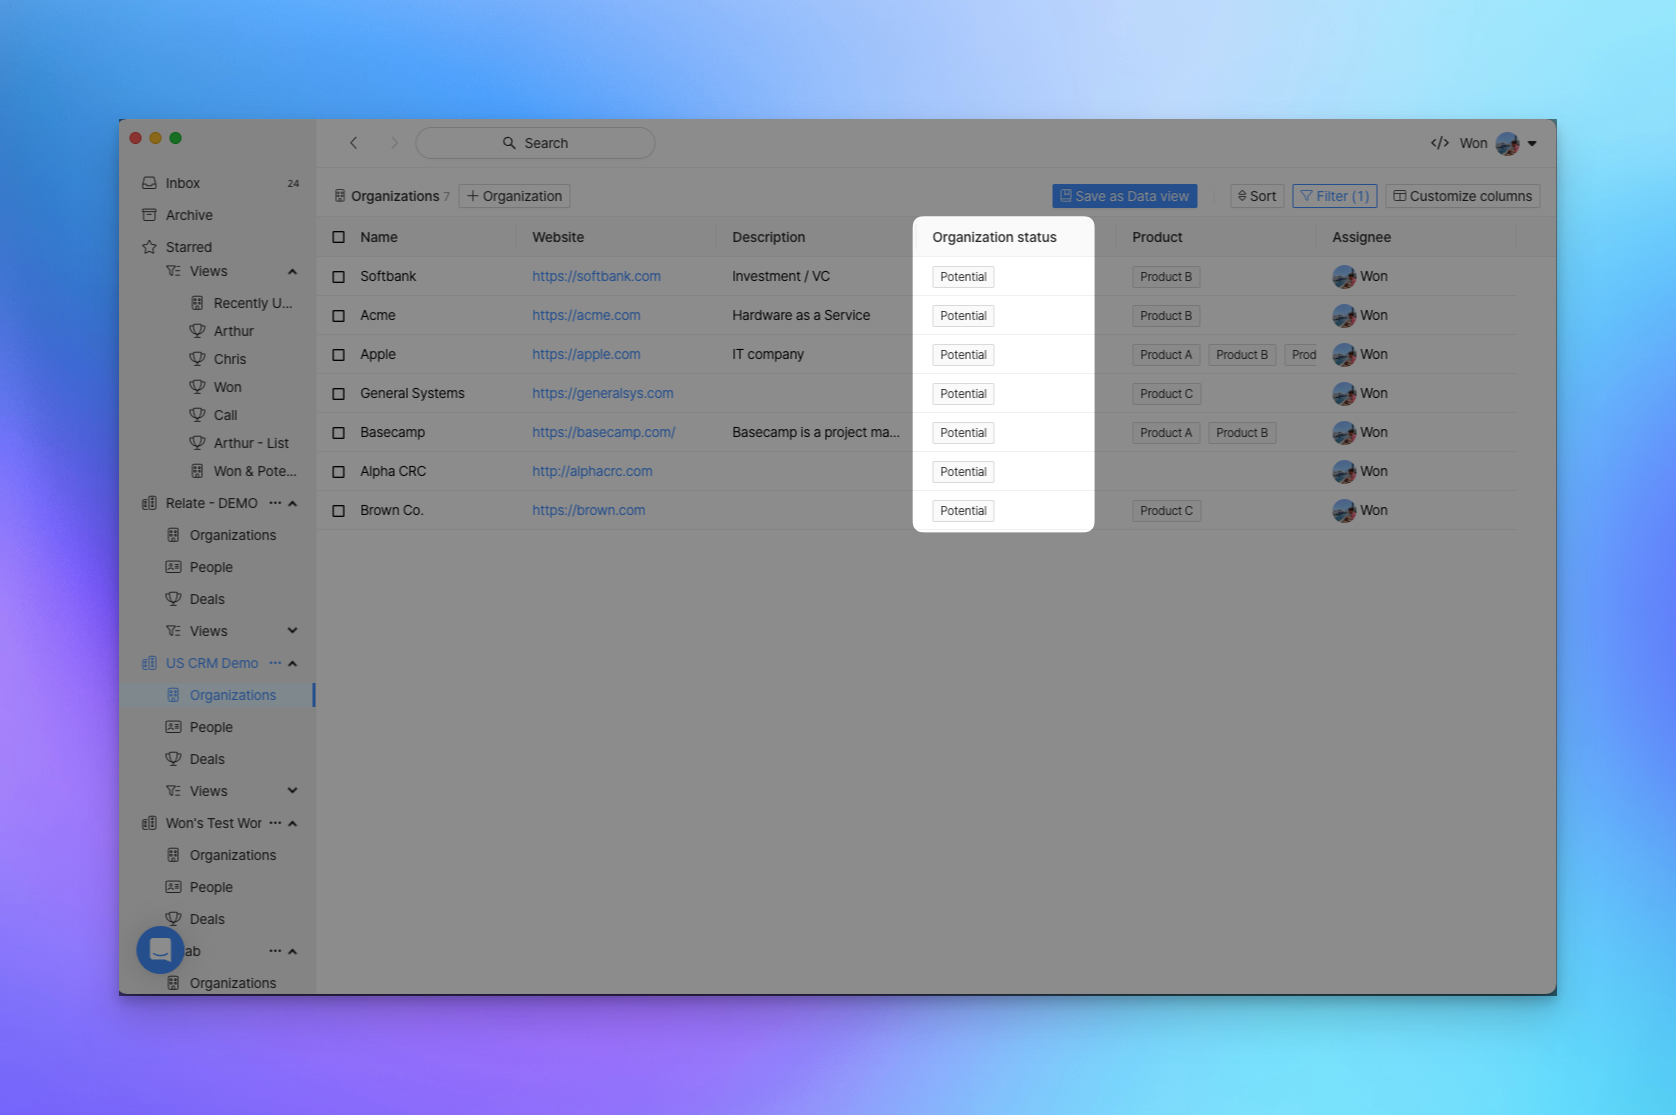 Search
</> Won
Inbox 24
Archive
Starred
Views
Recently U...
Arthur
Chris
Won
Call
Arthur - List
Won & Pote...
Relate - DEMO ···
Organizations
People
Deals
Views
US CRM Demo ···
Organizations
People
Deals
Views
Won's Test Wor ···
Organizations
People
Deals
ab ···
Organizations
Organizations 7 + Organization Save as Data view Sort Filter (1) Customize columns
Name Website Description Organization status Product Assignee
Softbank https://softbank.com Investment / VC Potential Product B Won
Acme https://acme.com Hardware as a Service Potential Product B Won
Apple https://apple.com IT company Potential Product A Product B Prod Won
General Systems https://generalsys.com Potential Product C Won
Basecamp https://basecamp.com/ Basecamp is a project ma... Potential Product A Product B Won
Alpha CRC http://alphacrc.com Potential Won
Brown Co. https://brown.com Potential Product C Won